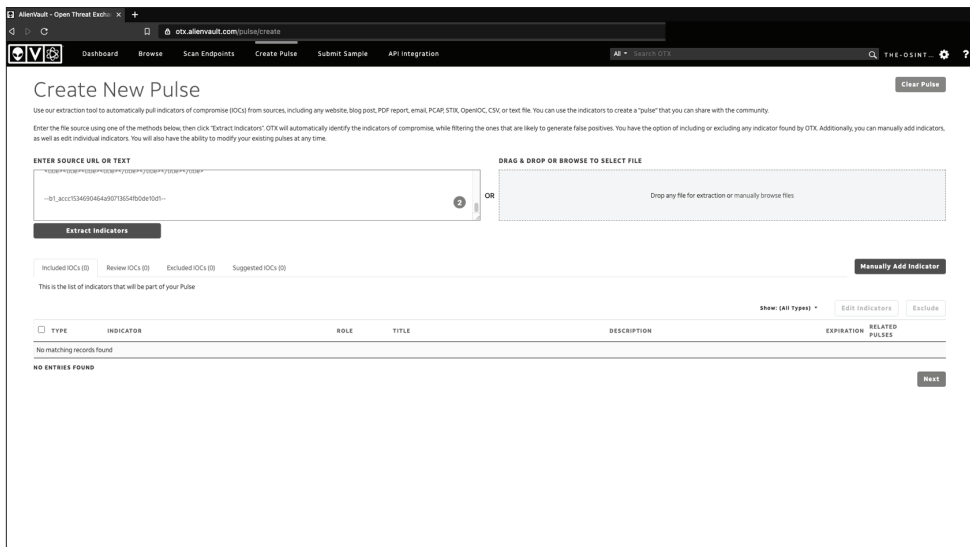 AlienVault - Open Threat Excha × +
otx.alienvault.com/pulse/create
Dashboard Browse Scan Endpoints Create Pulse Submit Sample API Integration All Search OTX THE-OSINT… ?
Create New Pulse
Clear Pulse
Use our extraction tool to automatically pull indicators of compromise (IOCs) from sources, including any website, blog post, PDF report, email, PCAP, STIX, OpenIOC, CSV, or text file. You can use the indicators to create a "pulse" that you can share with the community.
Enter the file source using one of the methods below, then click "Extract Indicators". OTX will automatically identify the indicators of compromise, while filtering the ones that are likely to generate false positives. You have the option of including or excluding any indicator found by OTX. Additionally, you can manually add indicators,
as well as edit individual indicators. You will also have the ability to modify your existing pulses at any time.
ENTER SOURCE URL OR TEXT
DRAG & DROP OR BROWSE TO SELECT FILE
--b1_accc1534690464a90713654fb0de10d1--
2
OR
Drop any file for extraction or manually browse files
Extract Indicators
Included IOCs (0) Review IOCs (0) Excluded IOCs (0) Suggested IOCs (0)
Manually Add Indicator
This is the list of indicators that will be part of your Pulse
Show: (All Types) Edit Indicators Exclude
TYPE INDICATOR ROLE TITLE DESCRIPTION EXPIRATION RELATED PULSES
No matching records found
NO ENTRIES FOUND
Next